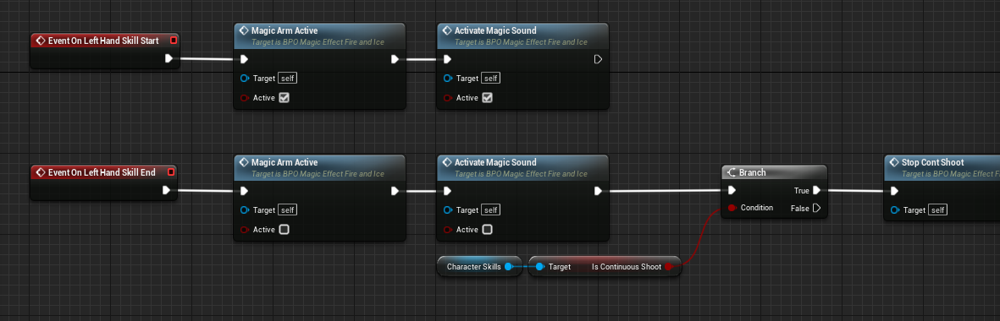 Event On Left Hand Skill Start
Magic Arm Active
Target is BPO Magic Effect Fire and Ice
Target self
Active
Activate Magic Sound
Target is BPO Magic Effect Fire and Ice
Target self
Active
Event On Left Hand Skill End
Magic Arm Active
Target is BPO Magic Effect Fire and Ice
Target self
Active
Activate Magic Sound
Target is BPO Magic Effect Fire and Ice
Target self
Active
Character Skills
Target Is Continuous Shoot
Branch
True
Condition False
Stop Cont Shoot
Target is BPO Magic Effect F
Target self